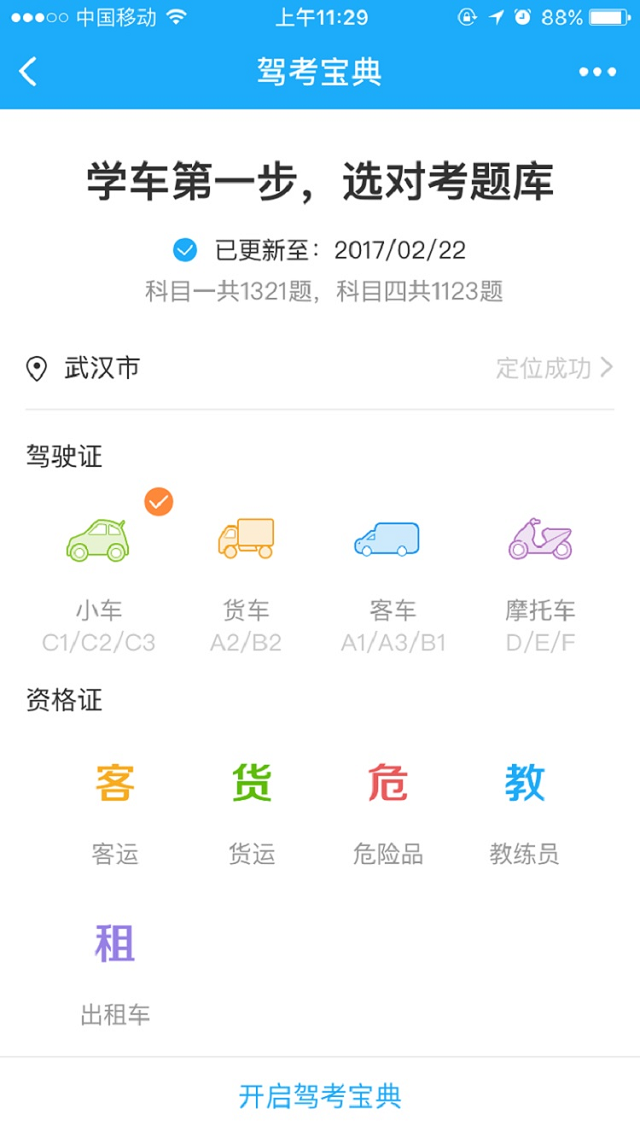 中国移动 上午11:29 88%
驾考宝典
学车第一步，选对考题库
已更新至：2017/02/22
科目一共1321题，科目四共1123题
武汉市 定位成功
驾驶证
小车 货车 客车 摩托车
C1/C2/C3 A2/B2 A1/A3/B1 D/E/F
资格证
客 货 危 教
客运 货运 危险品 教练员
租
出租车
开启驾考宝典